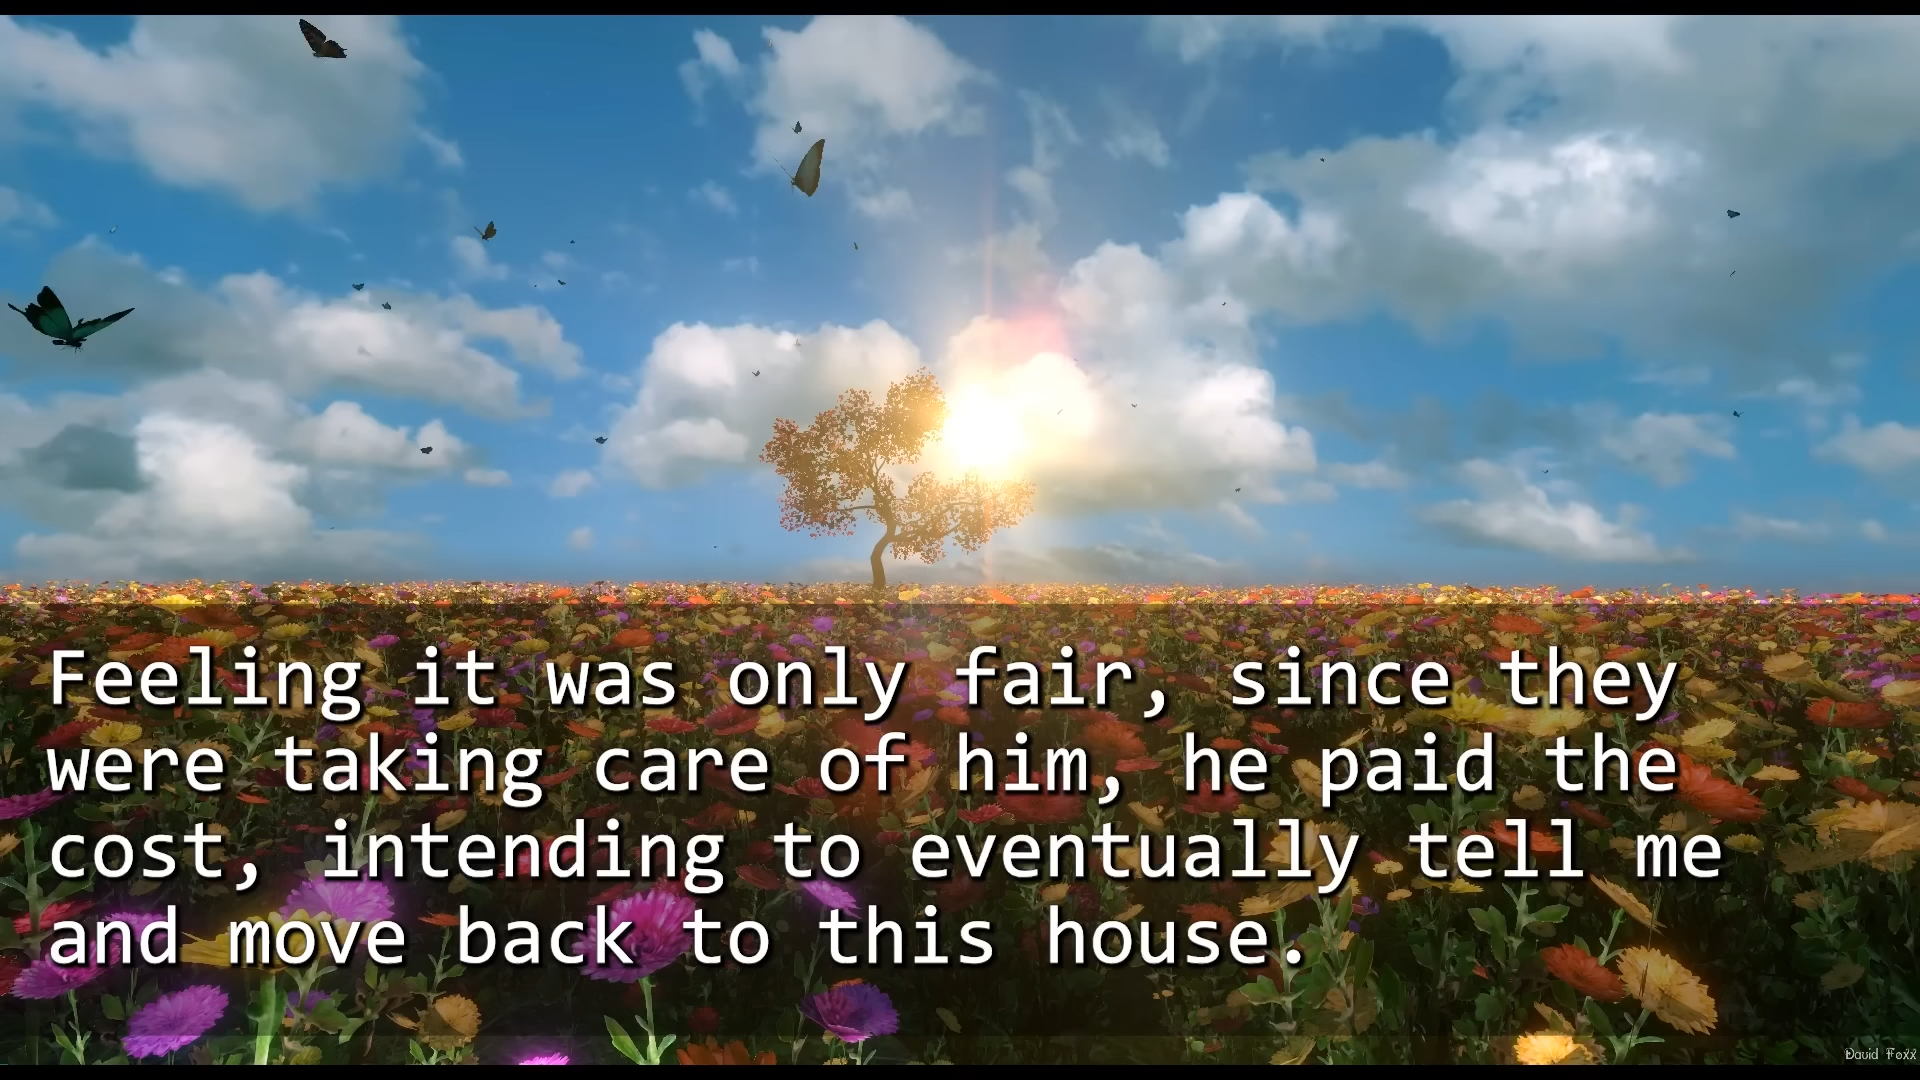 Feeling it was only fair, since they
were taking care of him, he paid the
cost, intending to eventually tell me
and move back to this house.
David Foxx